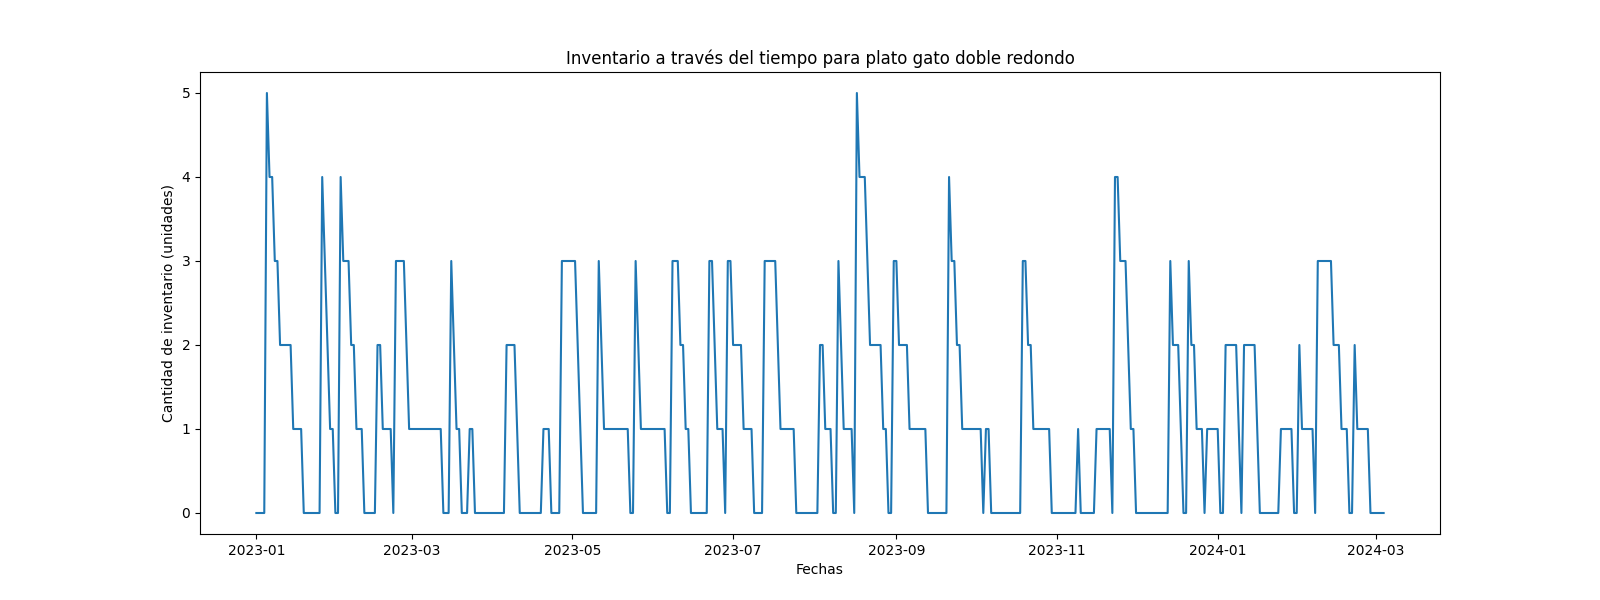 Inventario a través del tiempo para plato gato doble redondo
Cantidad de inventario (unidades)
5
4
3
2
1
0
2023-01 2023-03 2023-05 2023-07 2023-09 2023-11 2024-01 2024-03
Fechas